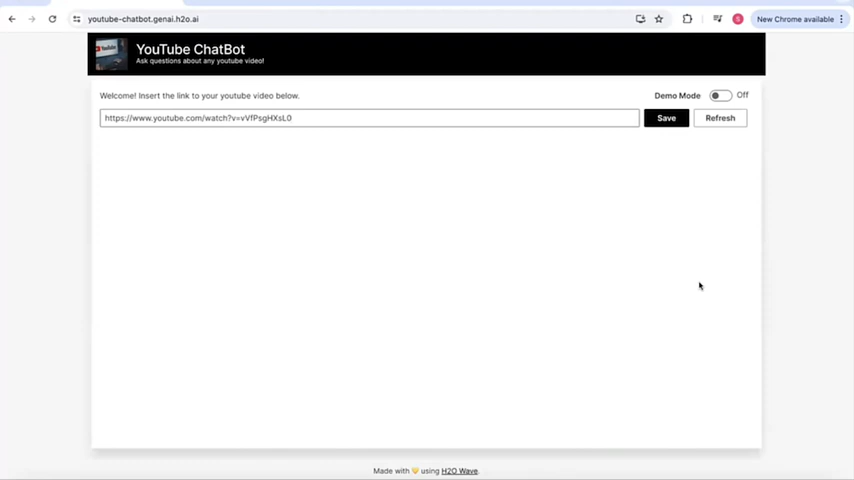 youtube-chatbot.genai.h2o.ai
S
New Chrome available
YouTube
YouTube ChatBot
Ask questions about any youtube video!
Welcome! Insert the link to your youtube video below.
Demo Mode Off
https://www.youtube.com/watch?v=vVfPsgHXsL0
Save
Refresh
Made with 💛 using H2O Wave.